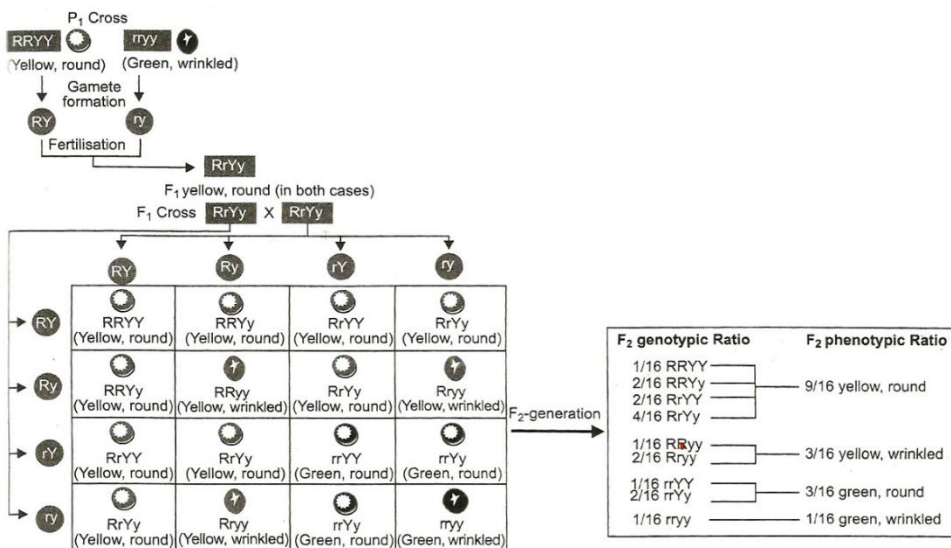 P1 Cross
RRYY rryy
(Yellow, round) (Green, wrinkled)
Gamete
formation
RY ry
Fertilisation
RrYy
F1 yellow, round (in both cases)
F1 Cross RrYy X RrYy
RY Ry rY ry
RY
RRYY RRYy RrYY RrYy
(Yellow, round) (Yellow, round) (Yellow, round) (Yellow, round)
Ry
RRYy RRyy RrYy Rryy
(Yellow, round) (Yellow, wrinkled) (Yellow, round) (Yellow, wrinkled)
rY
RrYY RrYy rrYY rrYy
(Yellow, round) (Yellow, round) (Green, round) (Green, round)
ry
RrYy Rryy rrYy rryy
(Yellow, round) (Yellow, wrinkled) (Green, round) (Green, wrinkled)
F2-generation
F2 genotypic Ratio F2 phenotypic Ratio
1/16 RRYY
2/16 RRYy
2/16 RrYY
4/16 RrYy
9/16 yellow, round
1/16 RRyy
2/16 Rryy
3/16 yellow, wrinkled
1/16 rrYY
2/16 rrYy
3/16 green, round
1/16 rryy 1/16 green, wrinkled